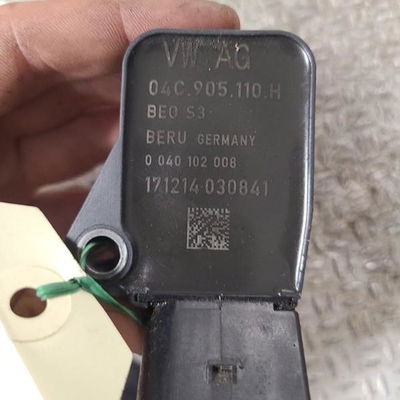 VW AG
04C.905.110.H
BEO S3
BERU GERMANY
0 040 102 008
171214 030841